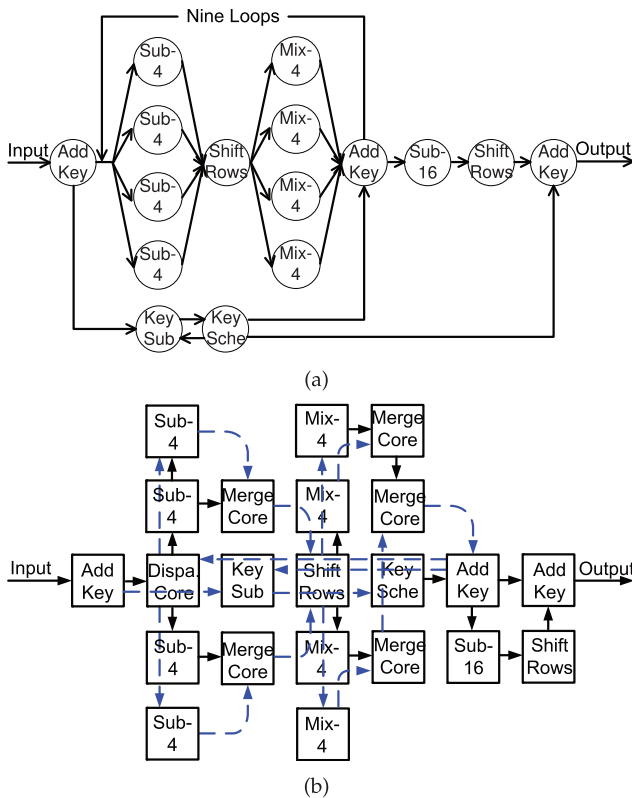 Nine Loops
Sub-
4
Mix-
4
Sub-
4
Mix-
4
Input
Add
Key
Shift
Rows
Add
Key
Sub-
16
Shift
Rows
Add
Key
Output
Sub-
4
Mix-
4
Sub-
4
Mix-
4
Key
Sub
Key
Sche
(a)
Sub-
4
Mix-
4
Merge
Core
Sub-
4
Merge
Core
Mix-
4
Merge
Core
Input
Add
Key
Dispa.
Core
Key
Sub
Shift
Rows
Key
Sche
Add
Key
Add
Key
Output
Sub-
4
Merge
Core
Mix-
4
Merge
Core
Sub-
16
Shift
Rows
Sub-
4
Mix-
4
(b)